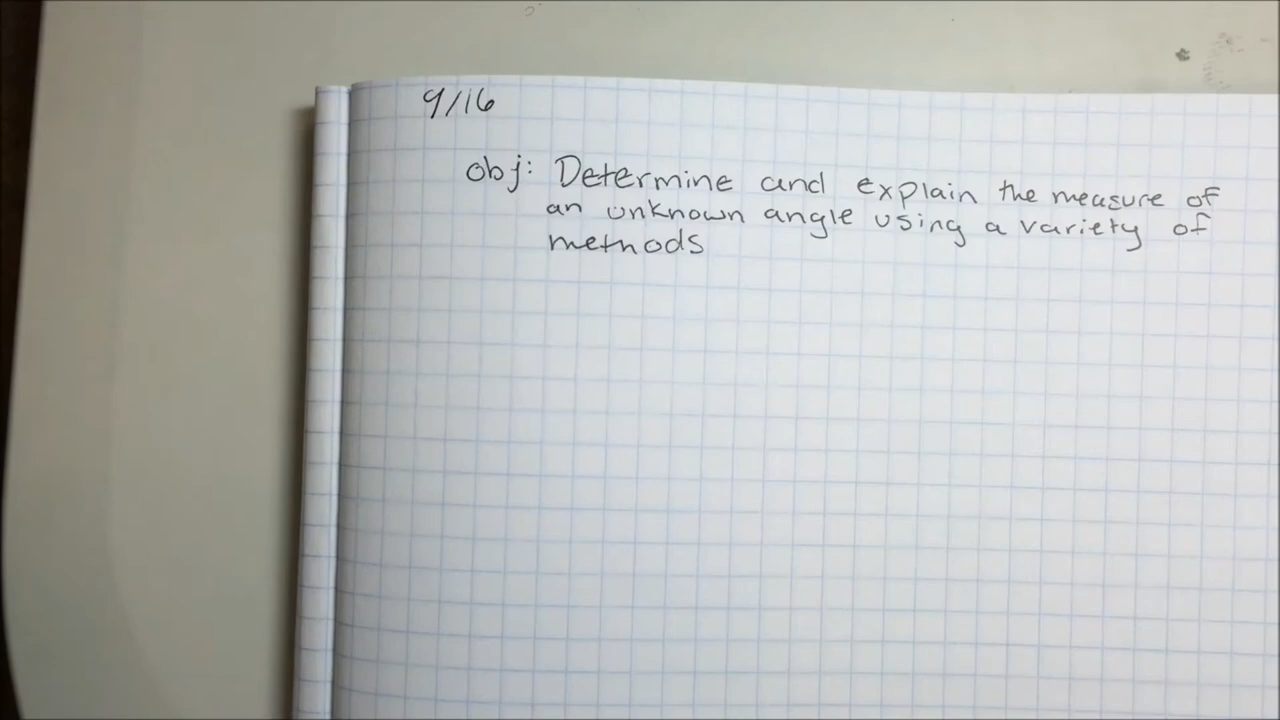 9/16
obj: Determine and explain the measure of
an unknown angle using a variety of
methods